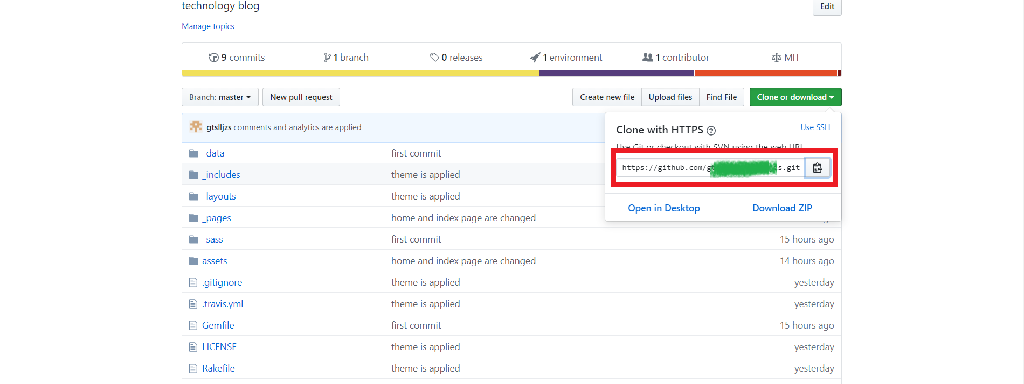 technology blog
Edit
Manage topics
9 commits 1 branch 0 releases 1 environment 1 contributor MIT
Branch: master New pull request Create new file Upload files Find File Clone or download
comments and analytics are applied
Clone with HTTPS Use SSH
Use Git or checkout with SVN using the web URL.
https://github.com/g s.git
Open in Desktop Download ZIP
_data first commit
_includes theme is applied
_layouts theme is applied
_pages home and index page are changed
_sass first commit 15 hours ago
assets home and index page are changed 14 hours ago
.gitignore theme is applied yesterday
.travis.yml theme is applied yesterday
Gemfile first commit 15 hours ago
LICENSE theme is applied yesterday
Rakefile theme is applied yesterday